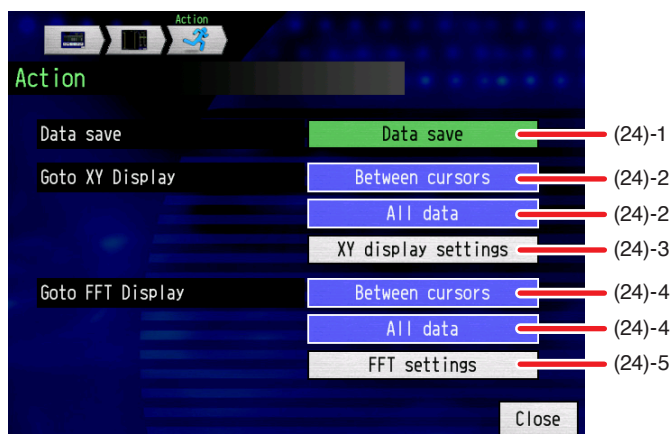 Action
Action
Data save Data save (24)-1
Goto XY Display Between cursors (24)-2
All data (24)-2
XY display settings (24)-3
Goto FFT Display Between cursors (24)-4
All data (24)-4
FFT settings (24)-5
Close